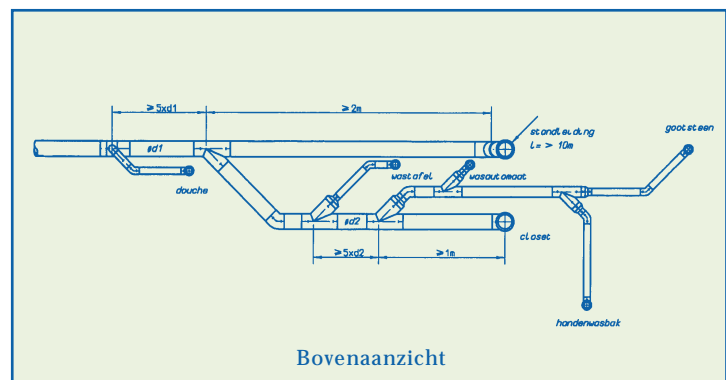 ≥5xd1
≥2m
standleiding
l= > 10m
gootsteen
ød1
wastafel
wasautomaat
douche
ød2
closet
≥5xd2
≥1m
handenwasbak
Bovenaanzicht